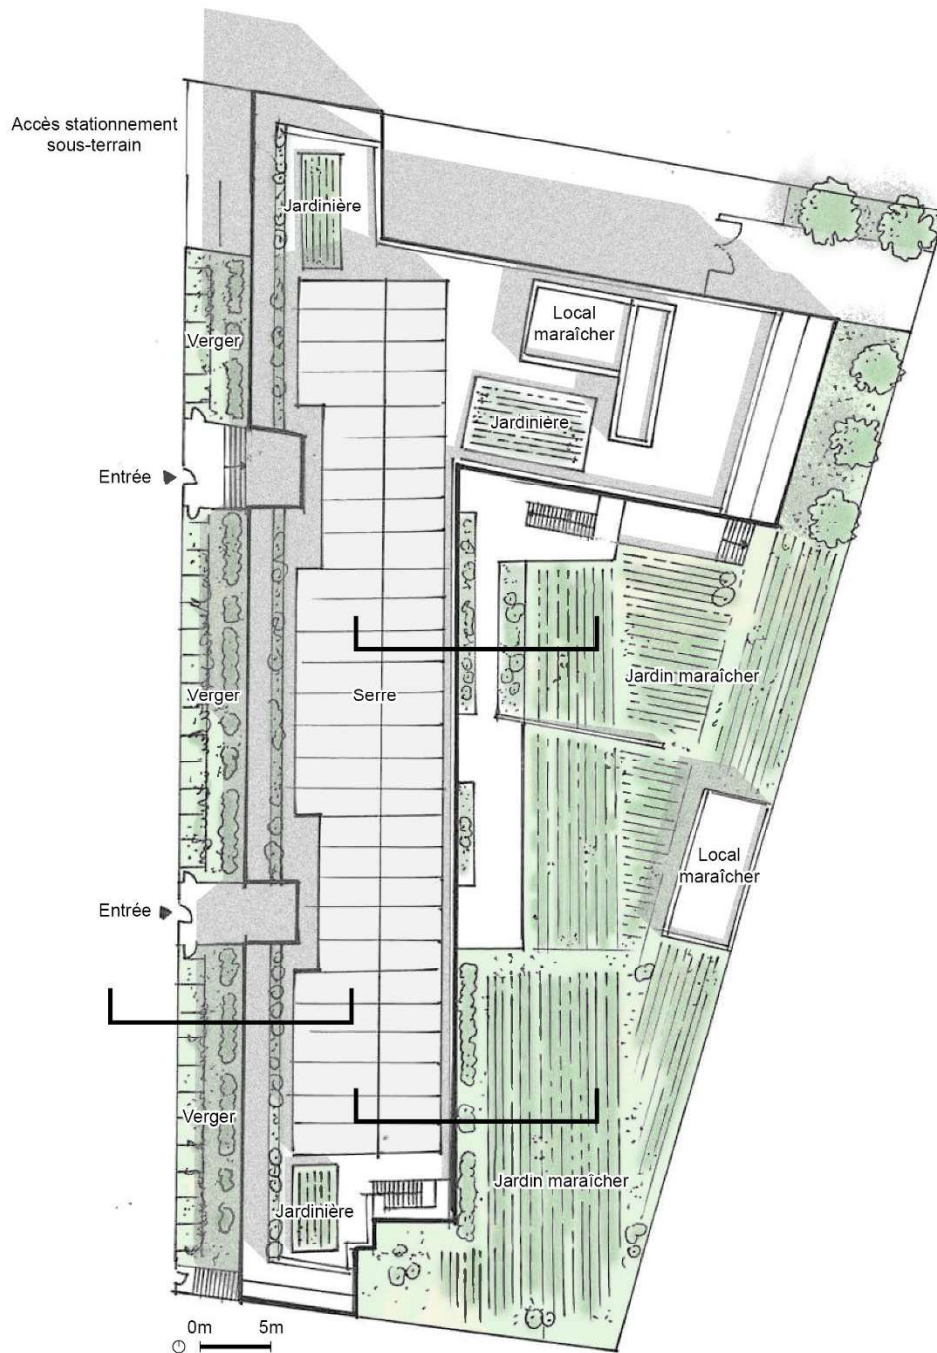 Accès stationnement
sous-terrain
Jardinière
Local
maraîcher
Verger
Jardinière
Entrée
Jardin maraîcher
Verger
Serre
Local
maraîcher
Entrée
Verger
Jardin maraîcher
Jardinière
0m 5m